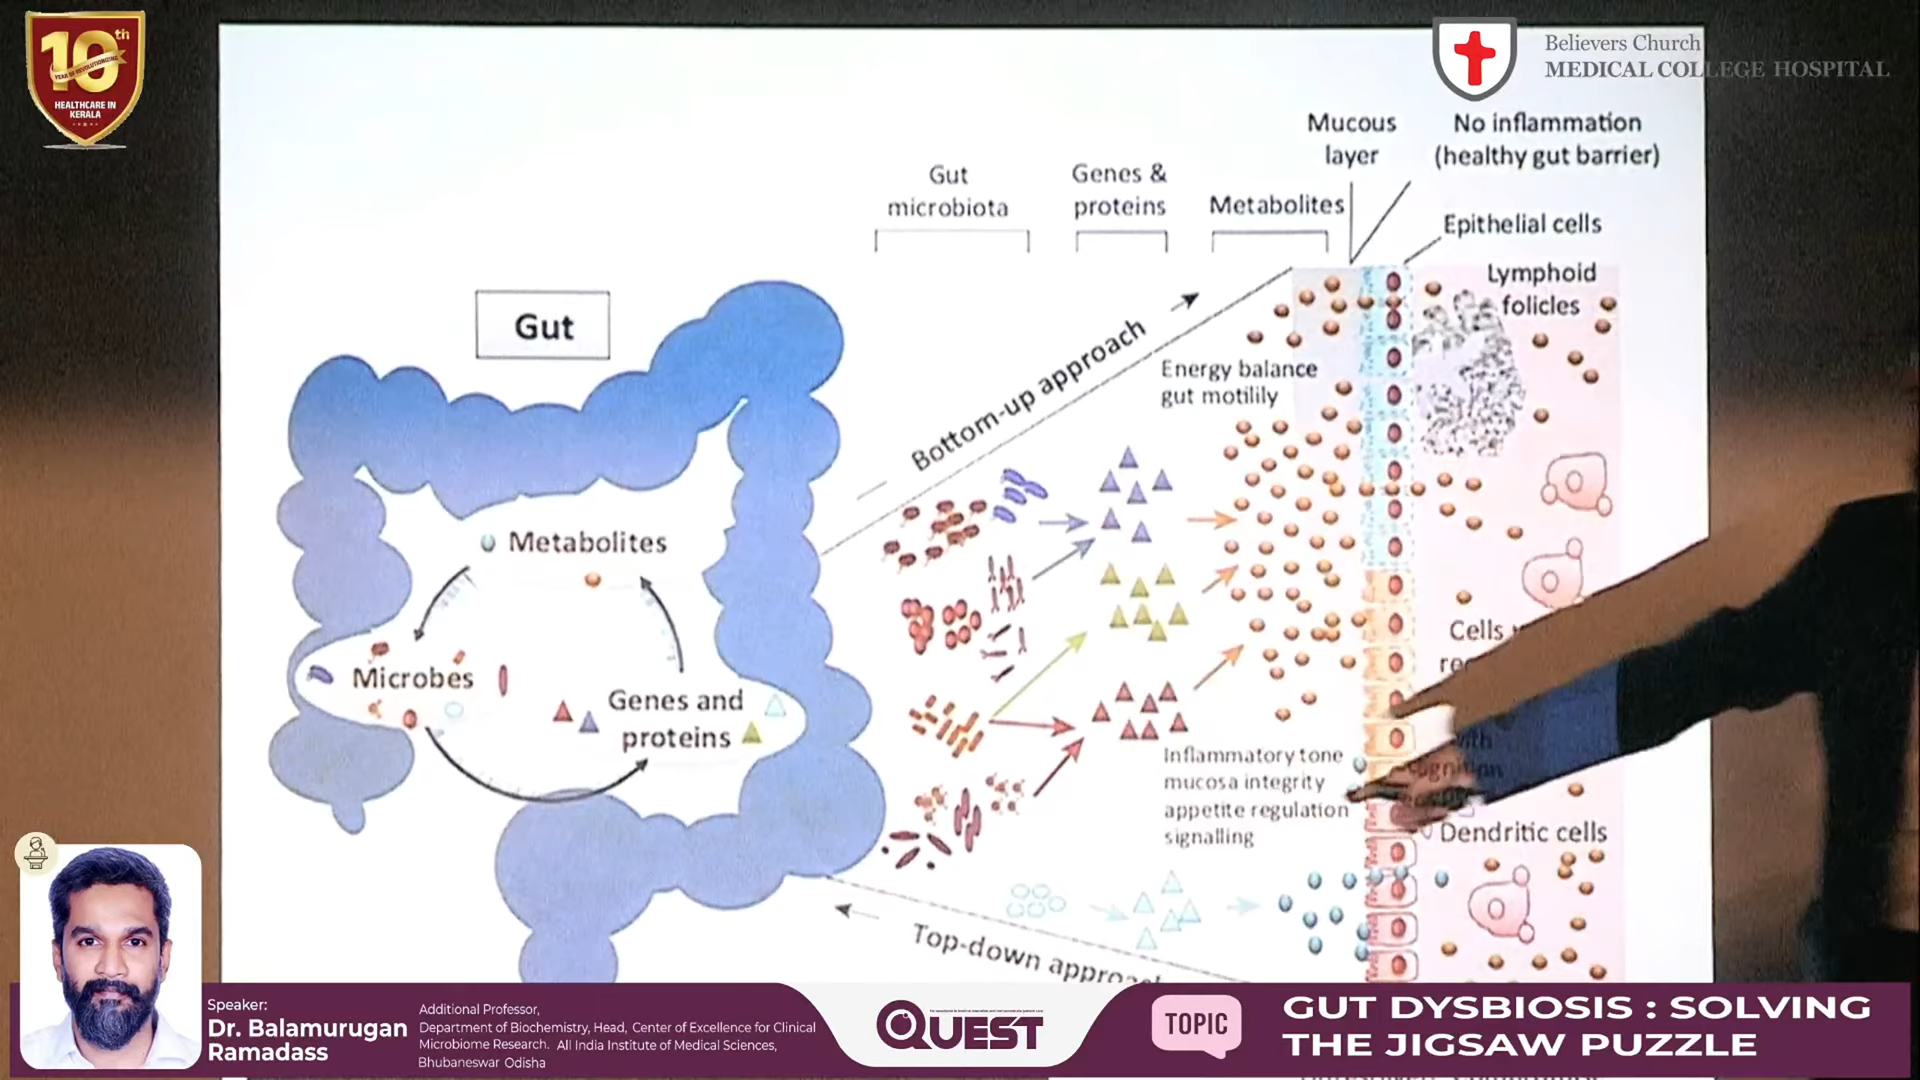 10th
YEAR OF REVOLUTIONIZING
HEALTHCARE IN
KERALA
Believers Church
MEDICAL COLLEGE HOSPITAL
Mucous
layer
No inflammation
(healthy gut barrier)
Gut
microbiota
Genes &
proteins
Metabolites
Epithelial cells
Lymphoid
folicles
Gut
Bottom-up approach
Energy balance
gut motilily
Metabolites
Microbes
Genes and
proteins
Cells
Inflammatory tone
mucosa integrity
appetite regulation
signalling
Dendritic cells
Top-down
Speaker:
Dr. Balamurugan
Ramadass
Additional Professor,
Department of Biochemistry, Head, Center of Excellence for Clinical
Microbiome Research. All India Institute of Medical Sciences,
Bhubaneswar Odisha
QUEST
TOPIC
GUT DYSBIOSIS : SOLVING
THE JIGSAW PUZZLE